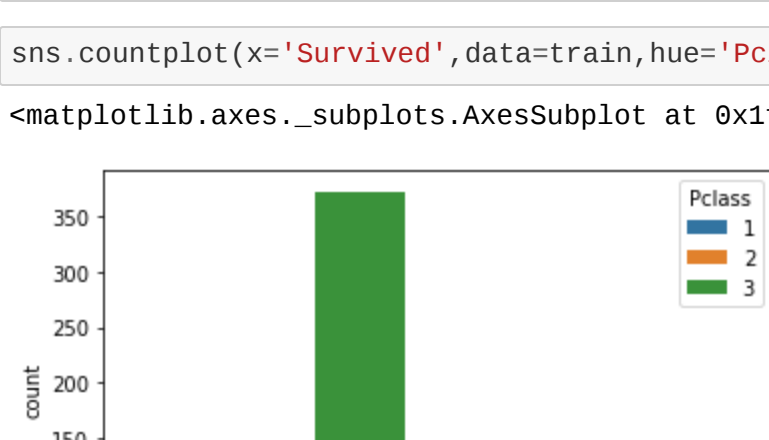 sns.countplot(x='Survived',data=train,hue='Pc
<matplotlib.axes._subplots.AxesSubplot at 0x1
Pclass
1
2
3
350
300
250
200
150
count